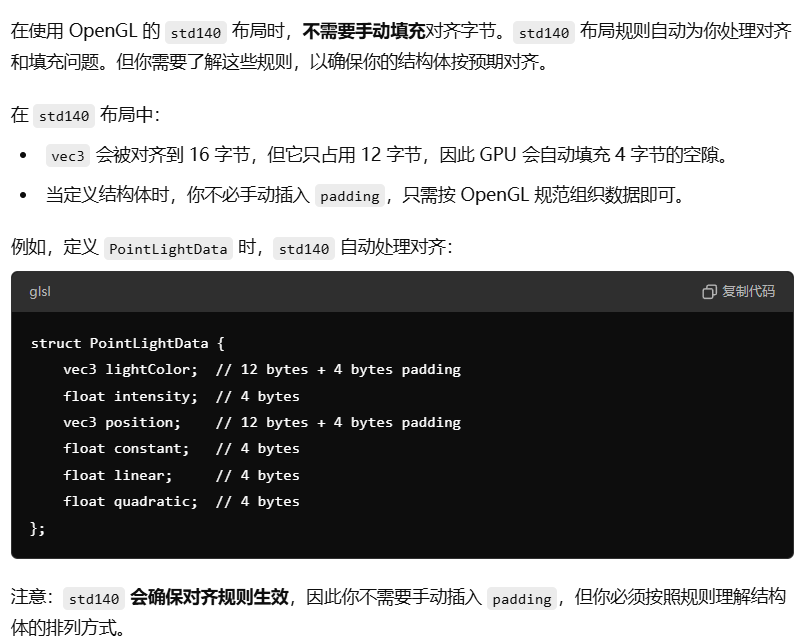 在使用 OpenGL 的 std140 布局时，不需要手动填充对齐字节。std140 布局规则自动为你处理对齐
和填充问题。但你需要了解这些规则，以确保你的结构体按预期对齐。
在 std140 布局中：
• vec3 会被对齐到 16 字节，但它只占用 12 字节，因此 GPU 会自动填充 4 字节的空隙。
• 当定义结构体时，你不必手动插入 padding，只需按 OpenGL 规范组织数据即可。
例如，定义 PointLightData 时，std140 自动处理对齐：
glsl 复制代码
struct PointLightData {
    vec3 lightColor;  // 12 bytes + 4 bytes padding
    float intensity;  // 4 bytes
    vec3 position;    // 12 bytes + 4 bytes padding
    float constant;   // 4 bytes
    float linear;     // 4 bytes
    float quadratic;  // 4 bytes
};
注意：std140 会确保对齐规则生效，因此你不需要手动插入 padding，但你必须按照规则理解结构
体的排列方式。